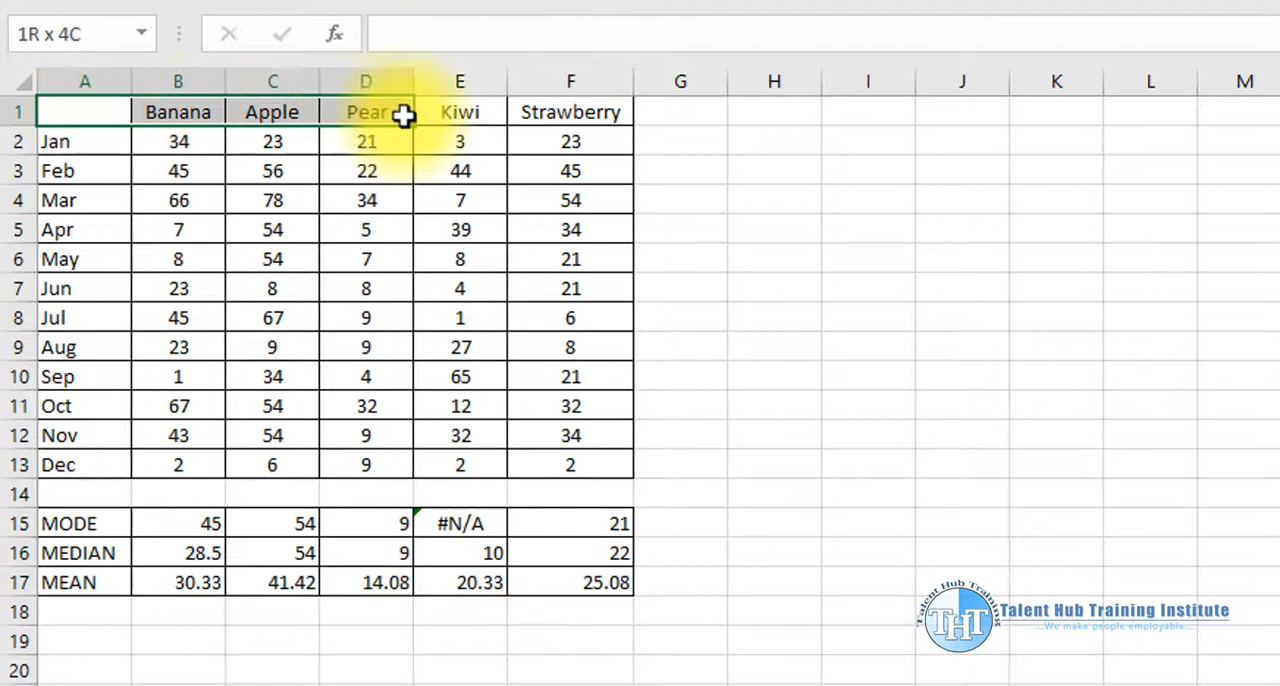 1R x 4C fx
A B C D E F G H I J K L M
1 Banana Apple Pear Kiwi Strawberry
2 Jan 34 23 21 3 23
3 Feb 45 56 22 44 45
4 Mar 66 78 34 7 54
5 Apr 7 54 5 39 34
6 May 8 54 7 8 21
7 Jun 23 8 8 4 21
8 Jul 45 67 9 1 6
9 Aug 23 9 9 27 8
10 Sep 1 34 4 65 21
11 Oct 67 54 32 12 32
12 Nov 43 54 9 32 34
13 Dec 2 6 9 2 2
14
15 MODE 45 54 9 #N/A 21
16 MEDIAN 28.5 54 9 10 22
17 MEAN 30.33 41.42 14.08 20.33 25.08
18
19
20
Talent Hub Training
THT
Talent Hub Training Institute
....We make people employable.....